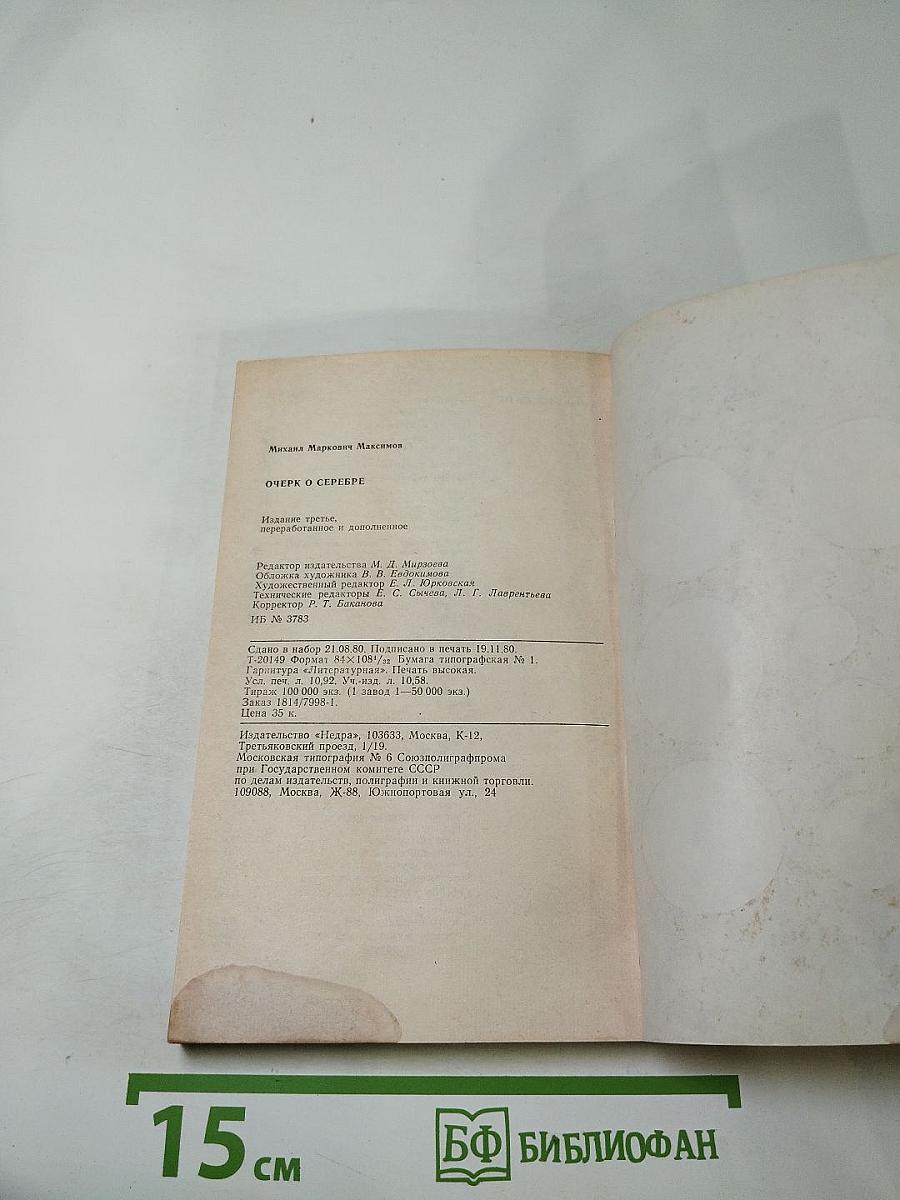 Михаил Маркович Максимов
ОЧЕРК О СЕРЕБРЕ
Издание третье,
переработанное и дополненное
Редактор издательства М. Д. Мирзоева
Обложка художника В. В. Евдокимова
Художественный редактор Е. Л. Юрковская
Технические редакторы Е. С. Сычева, Л. Г. Лаврентьева
Корректор Р. Т. Баканова
ИБ № 3783
Сдано в набор 21.08.80. Подписано в печать 19.11.80.
Т-20149 Формат 84×108¹/₃₂ Бумага типографская № 1.
Гарнитура «Литературная». Печать высокая.
Усл. печ. л. 10,92. Уч.-изд. л. 10,58.
Тираж 100 000 экз. (1 завод 1—50 000 экз.)
Заказ 1814/7998-1.
Цена 35 к.
Издательство «Недра», 103633, Москва, К-12,
Третьяковский проезд, 1/19.
Московская типография № 6 Союзполиграфпрома
при Государственном комитете СССР
по делам издательств, полиграфии и книжной торговли.
109088, Москва, Ж-88, Южнопортовая ул., 24
15 см
БФ БИБЛИОФАН